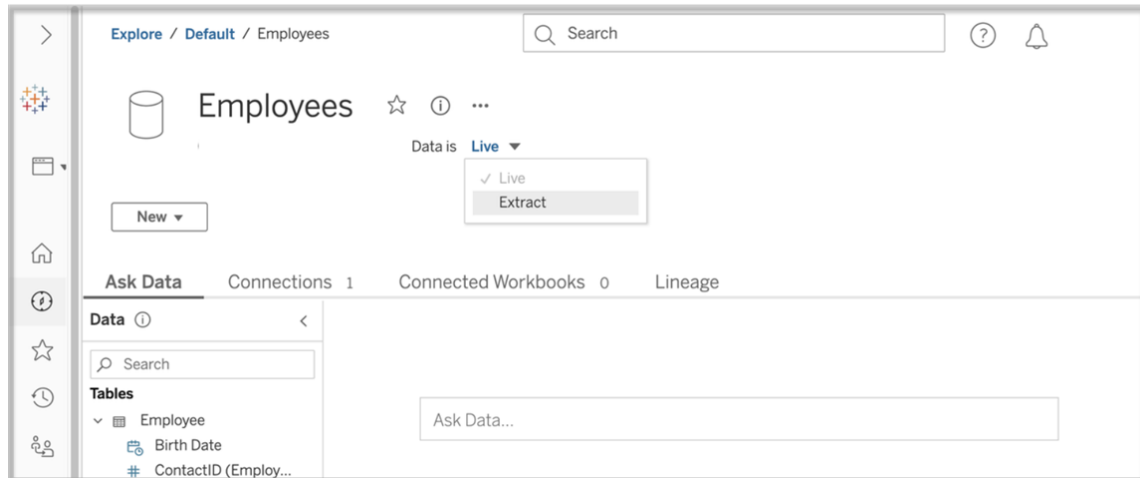 Explore / Default / Employees
Search
Employees
Data is Live
Live
Extract
New
Ask Data Connections 1 Connected Workbooks 0 Lineage
Data
Search
Tables
Employee
Birth Date
ContactID (Employ...
Ask Data...